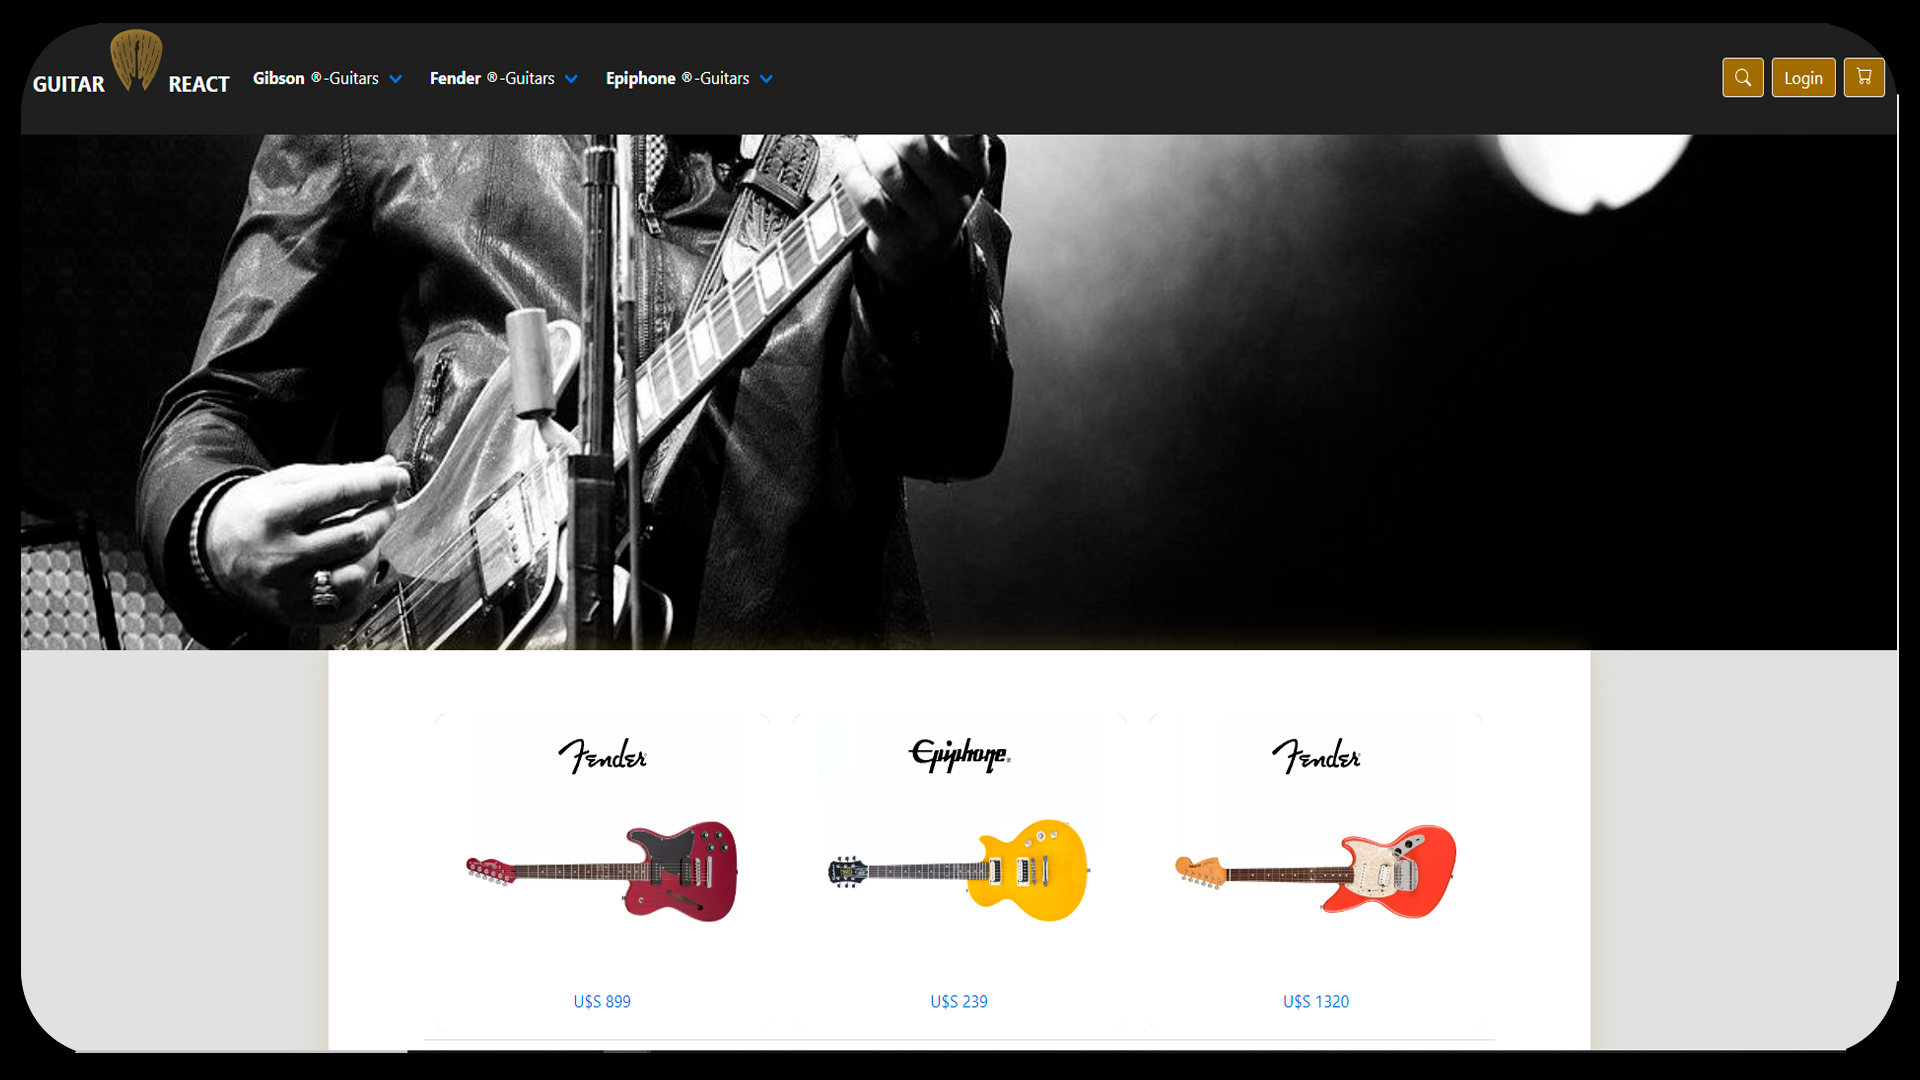 GUITAR REACT
Gibson ®-Guitars
Fender ®-Guitars
Epiphone ®-Guitars
Login
Fender
Epiphone®
Fender
U$S 899
U$S 239
U$S 1320